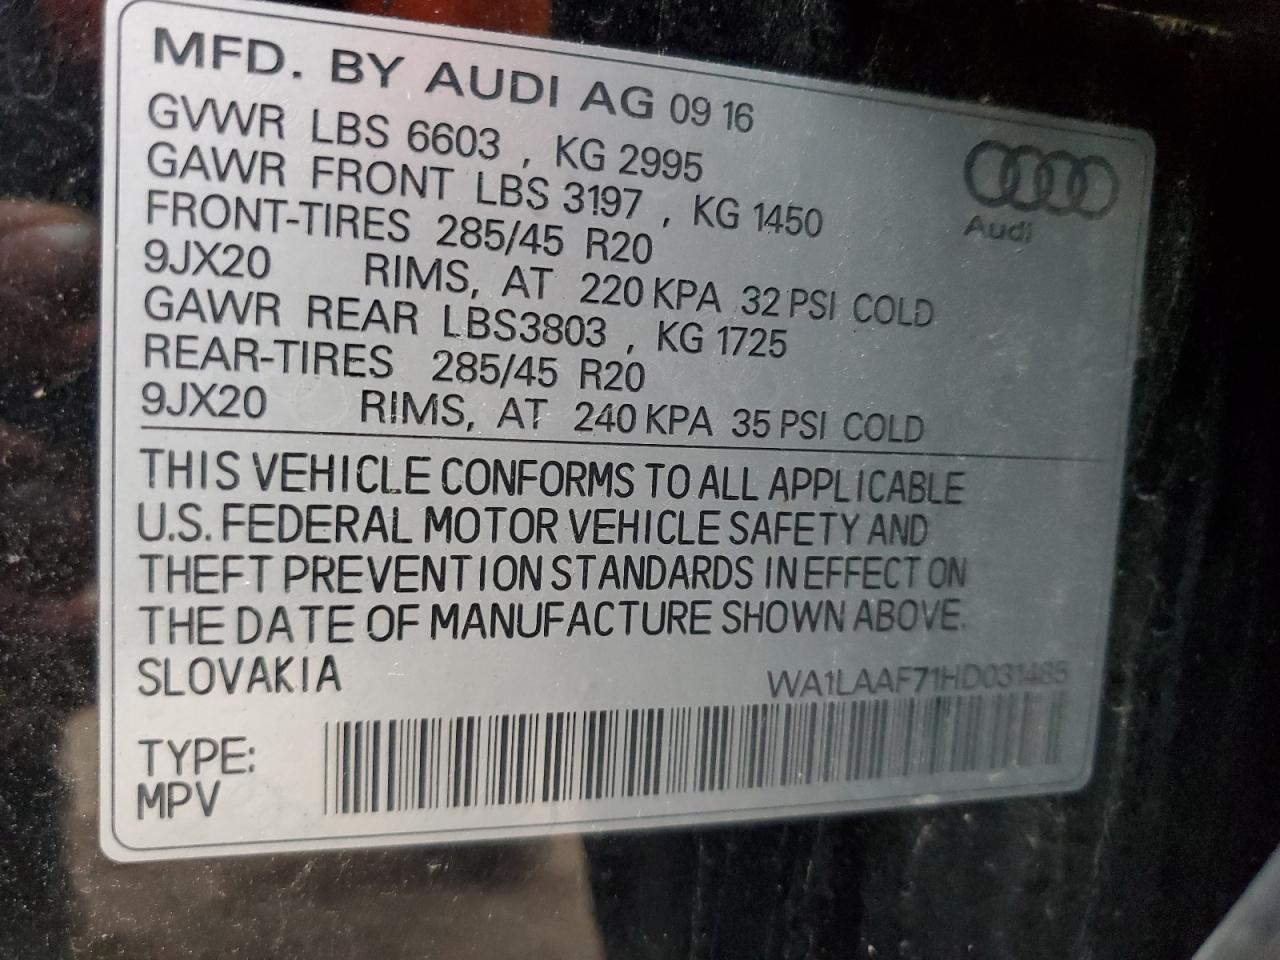 MFD. BY AUDI AG 09 16
GVWR LBS 6603 , KG 2995
GAWR FRONT LBS 3197 , KG 1450
FRONT-TIRES 285/45 R20
9JX20 RIMS, AT 220 KPA 32 PSI COLD
GAWR REAR LBS3803 , KG 1725
REAR-TIRES 285/45 R20
9JX20 RIMS, AT 240 KPA 35 PSI COLD
Audi
THIS VEHICLE CONFORMS TO ALL APPLICABLE
U.S. FEDERAL MOTOR VEHICLE SAFETY AND
THEFT PREVENTION STANDARDS IN EFFECT ON
THE DATE OF MANUFACTURE SHOWN ABOVE.
SLOVAKIA WA1LAAF71HD031485
TYPE:
MPV